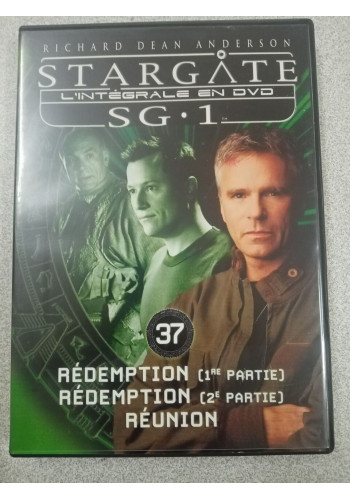 RICHARD DEAN ANDERSON
STARGATE
L'INTÉGRALE EN DVD
SG·1
37
RÉDEMPTION (1RE PARTIE)
RÉDEMPTION (2E PARTIE)
RÉUNION